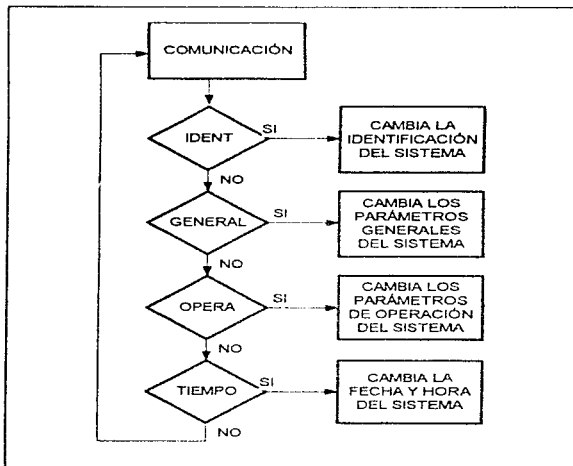 COMUNICACIÓN
IDENT
SI
CAMBIA LA
IDENTIFICACIÓN
DEL SISTEMA
NO
GENERAL
SI
CAMBIA LOS
PARÁMETROS
GENERALES
DEL SISTEMA
NO
OPERA
SI
CAMBIA LOS
PARÁMETROS
DE OPERACIÓN
DEL SISTEMA
NO
TIEMPO
SI
CAMBIA LA
FECHA Y HORA
DEL SISTEMA
NO